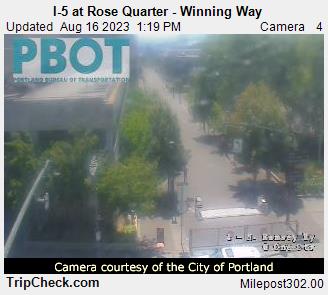 I-5 at Rose Quarter - Winning Way
Updated Aug 16 2023 1:19 PM Camera 4
PBOT
PORTLAND BUREAU OF TRANSPORTATION
Camera courtesy of the City of Portland
TripCheck.com Milepost302.00